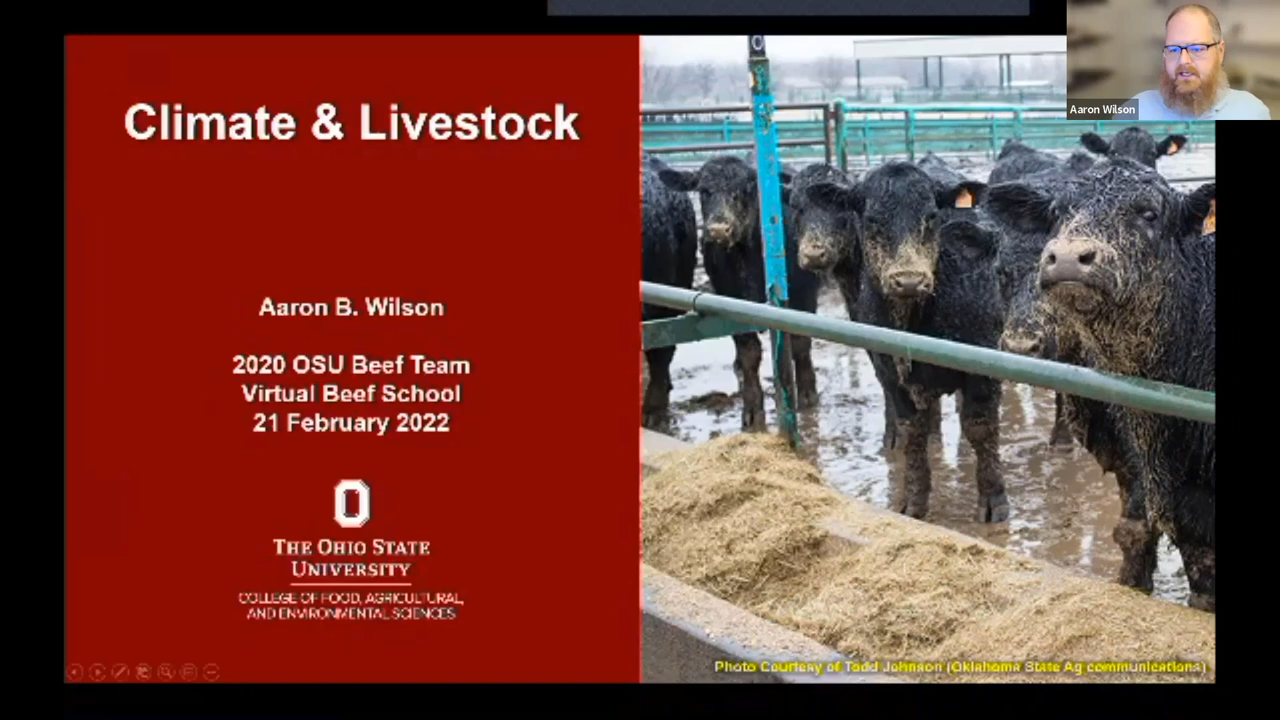 Climate & Livestock
Aaron B. Wilson
2020 OSU Beef Team
Virtual Beef School
21 February 2022
THE OHIO STATE
UNIVERSITY
COLLEGE OF FOOD, AGRICULTURAL,
AND ENVIRONMENTAL SCIENCES
Photo Courtesy of Todd Johnson (Oklahoma State Ag communications)
Aaron Wilson